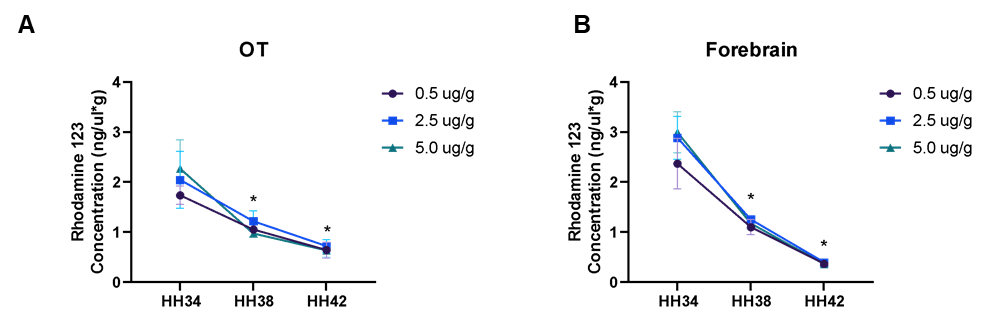 A
OT
4
3
2
1
0
Rhodamine 123
Concentration (ng/ul*g)
*
*
HH34 HH38 HH42
0.5 ug/g
2.5 ug/g
5.0 ug/g
B
Forebrain
4
3
2
1
0
Rhodamine 123
Concentration (ng/ul*g)
*
*
HH34 HH38 HH42
0.5 ug/g
2.5 ug/g
5.0 ug/g